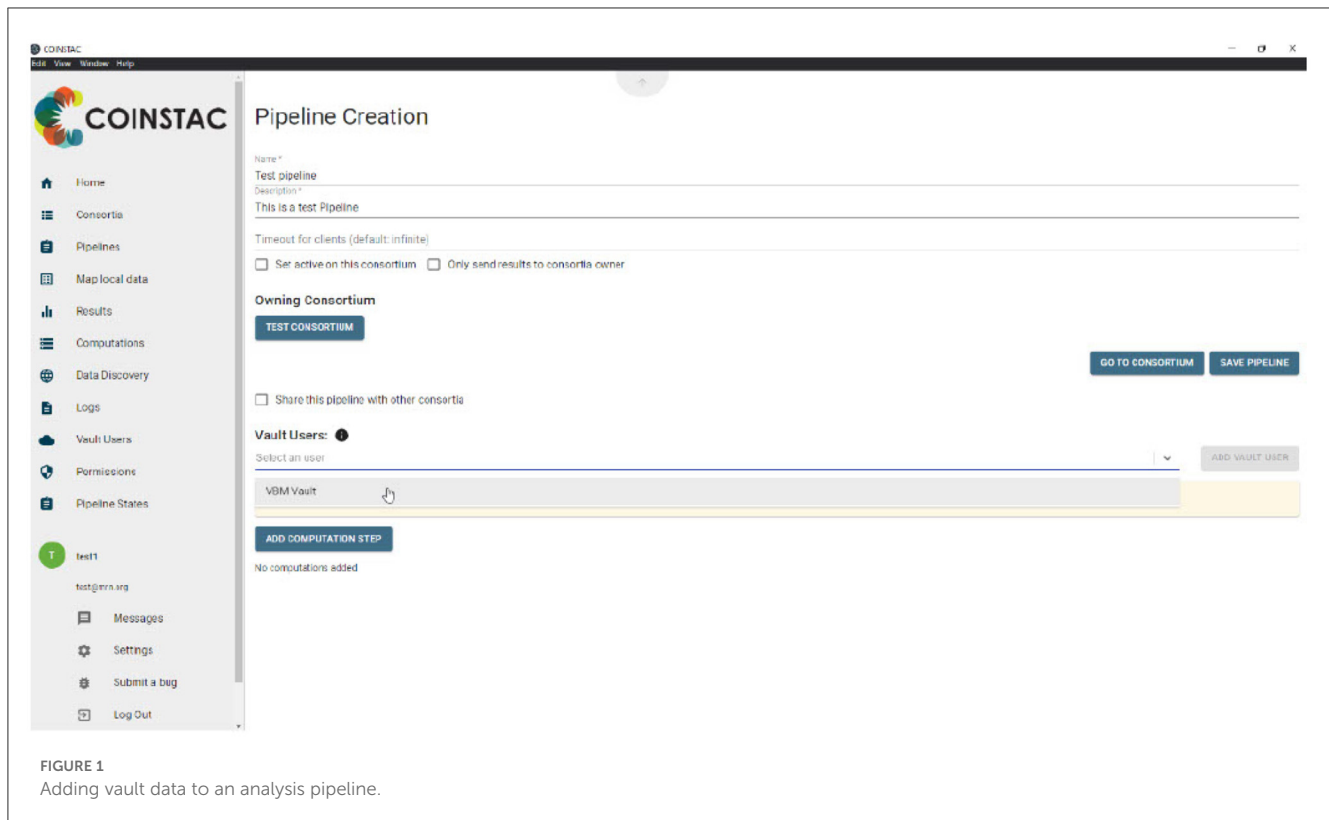 COINSTAC
Edit View Window Help
COINSTAC
Home
Consortia
Pipelines
Map local data
Results
Computations
Data Discovery
Logs
Vault Users
Permissions
Pipeline States
T
test1
test@mrn.org
Messages
Settings
Submit a bug
Log Out
Pipeline Creation
Name *
Test pipeline
Description *
This is a test Pipeline
Timeout for clients (default: infinite)
Set active on this consortium Only send results to consortia owner
Owning Consortium
TEST CONSORTIUM
GO TO CONSORTIUM SAVE PIPELINE
Share this pipeline with other consortia
Vault Users:
Select an user
ADD VAULT USER
VBM Vault
ADD COMPUTATION STEP
No computations added
FIGURE 1
Adding vault data to an analysis pipeline.